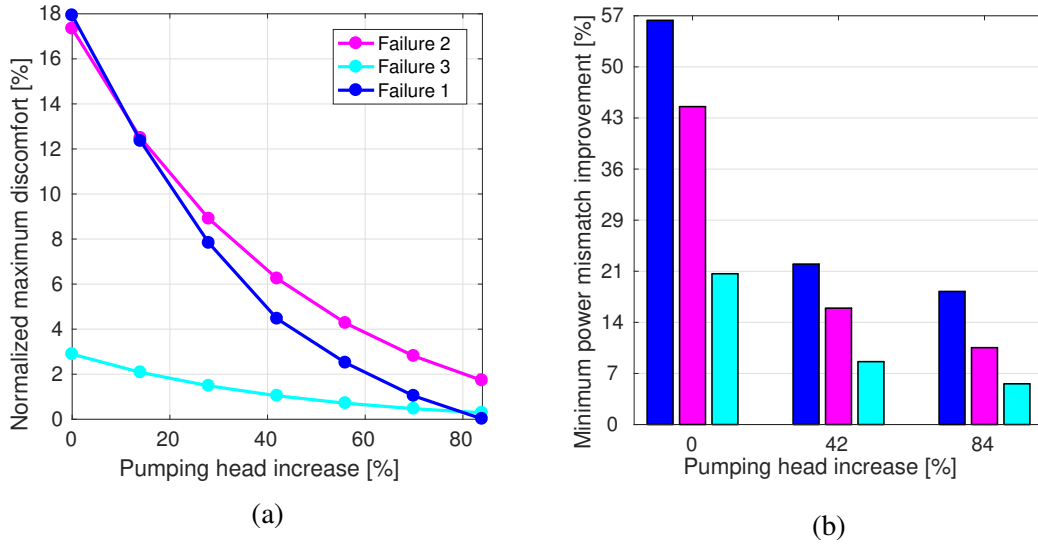 Normalized maximum discomfort [%]
18
16
14
12
10
8
6
4
2
0
Failure 2
Failure 3
Failure 1
0 20 40 60 80
Pumping head increase [%]
(a)
Minimum power mismatch improvement [%]
57
50
43
36
29
21
14
7
0
0 42 84
Pumping head increase [%]
(b)